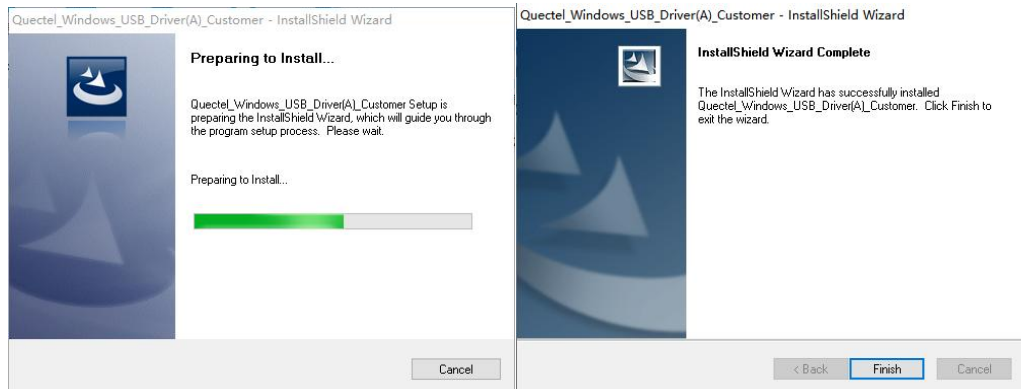 Quectel_Windows_USB_Driver(A)_Customer - InstallShield Wizard
Preparing to Install...
Quectel_Windows_USB_Driver(A)_Customer Setup is
preparing the InstallShield Wizard, which will guide you through
the program setup process. Please wait.
Preparing to Install...
Cancel
Quectel_Windows_USB_Driver(A)_Customer - InstallShield Wizard
InstallShield Wizard Complete
The InstallShield Wizard has successfully installed
Quectel_Windows_USB_Driver(A)_Customer. Click Finish to
exit the wizard.
< Back
Finish
Cancel